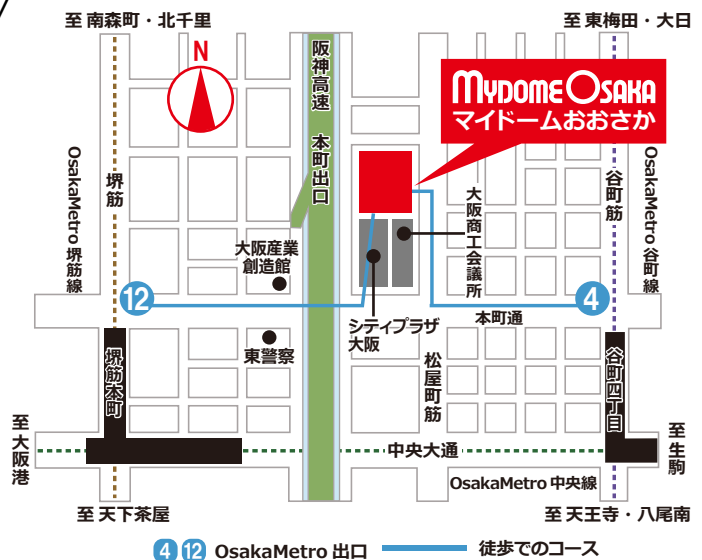 至 南森町・北千里
至 東梅田・大日
N
阪神高速 本町出口
MYDOME OSAKA
マイドームおおさか
OsakaMetro 堺筋線
堺筋
谷町筋
OsakaMetro 谷町線
大阪商工会議所
大阪産業
創造館
12
4
シティプラザ
大阪
本町通
東警察
松屋町筋
堺筋本町
谷町四丁目
至 大阪港
中央大通
至 生駒
OsakaMetro 中央線
至 天下茶屋
至 天王寺・八尾南
4 12 OsakaMetro 出口 徒歩でのコース